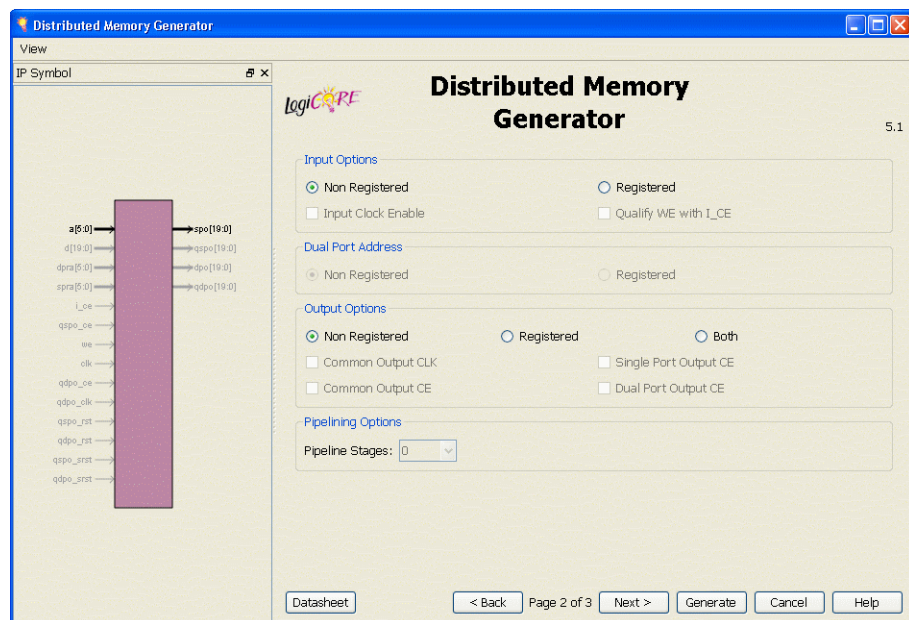 Distributed Memory Generator
View
IP Symbol
LogiCORE
Distributed Memory
Generator
5.1
a[5:0]
d[19:0]
dpra[5:0]
spra[5:0]
i_ce
qspo_ce
we
clk
qdpo_ce
qdpo_clk
qspo_rst
qdpo_rst
qspo_srst
qdpo_srst
spo[19:0]
qspo[19:0]
dpo[19:0]
qdpo[19:0]
Input Options
Non Registered Registered
Input Clock Enable Qualify WE with I_CE
Dual Port Address
Non Registered Registered
Output Options
Non Registered Registered Both
Common Output CLK Single Port Output CE
Common Output CE Dual Port Output CE
Pipelining Options
Pipeline Stages: 0
Datasheet < Back Page 2 of 3 Next > Generate Cancel Help